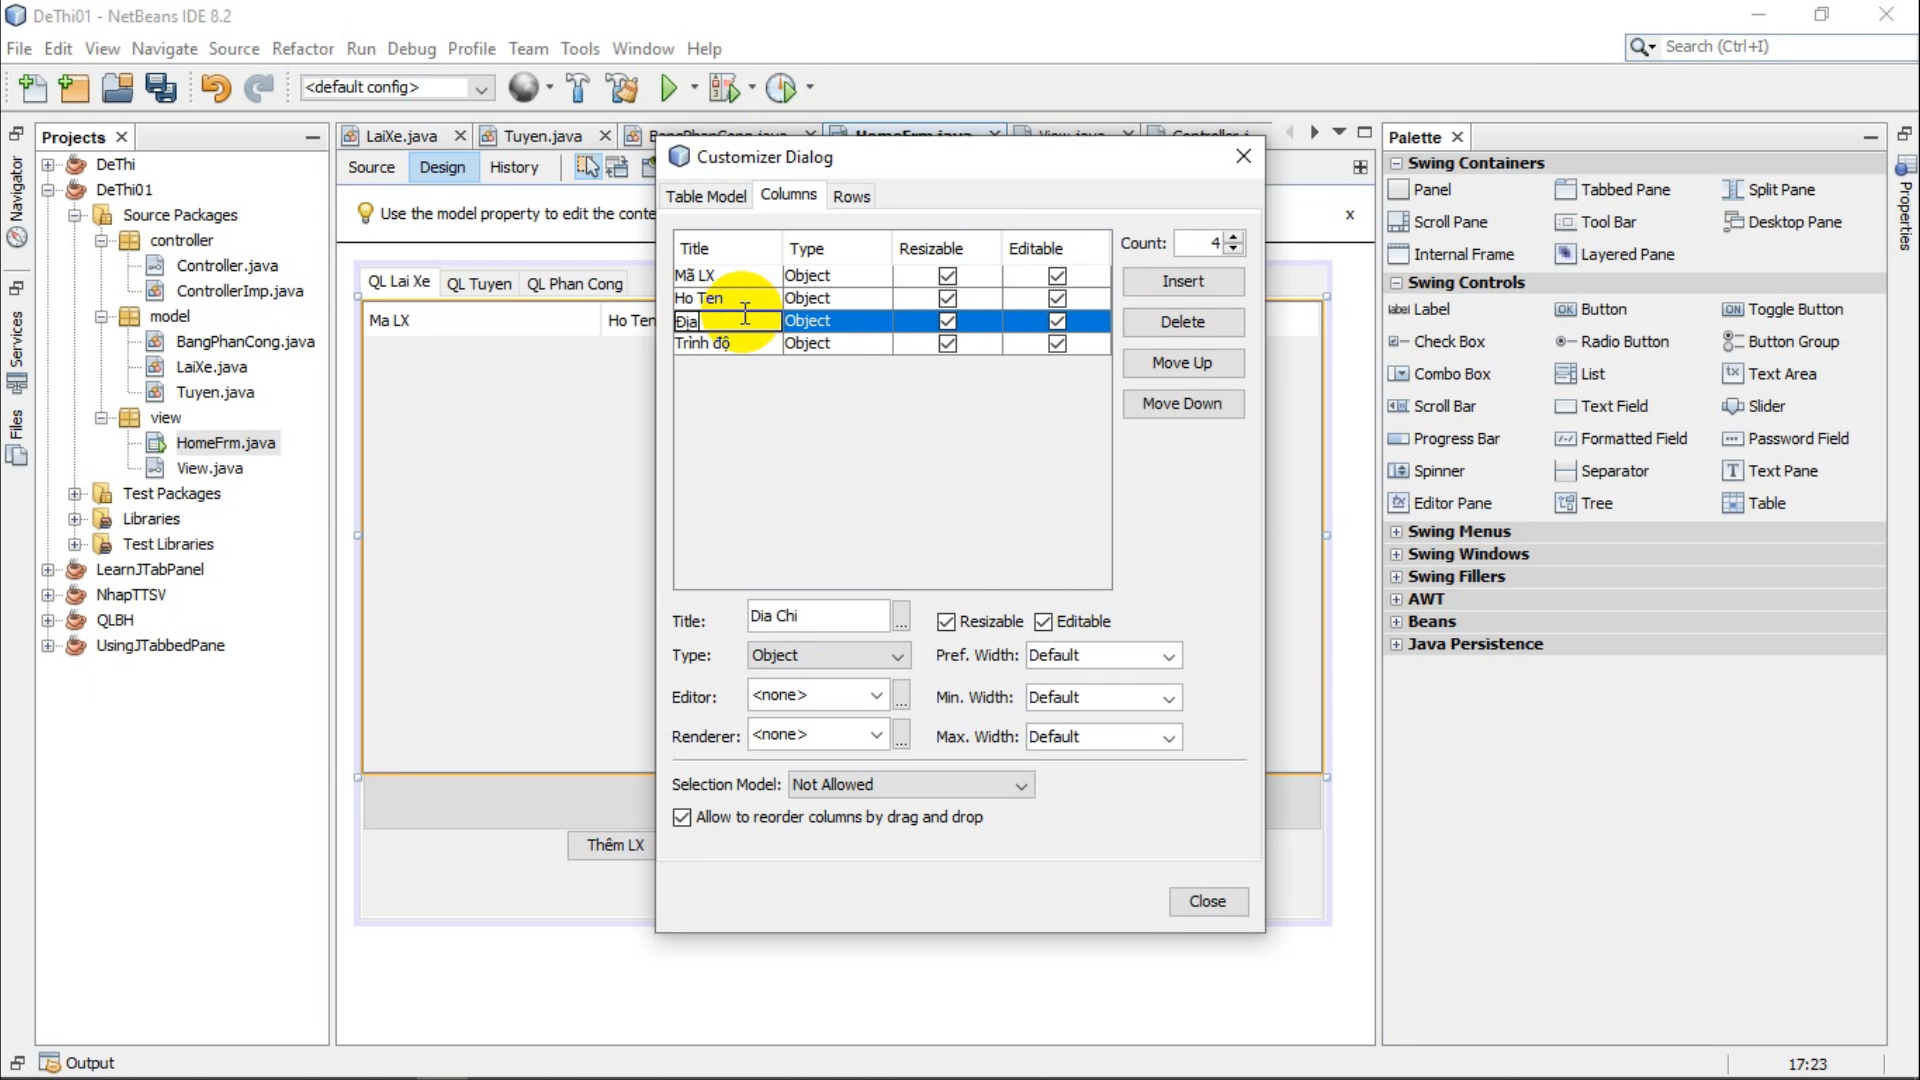 DeThi01 - NetBeans IDE 8.2
File Edit View Navigate Source Refactor Run Debug Profile Team Tools Window Help
Search (Ctrl+I)
<default config>
Projects
LaiXe.java
Tuyen.java
BangPhanCong.java
HomeFrm.java
View.java
Palette
Navigator
Services
Files
Properties
DeThi
DeThi01
Source Packages
controller
Controller.java
ControllerImp.java
model
BangPhanCong.java
LaiXe.java
Tuyen.java
view
HomeFrm.java
View.java
Test Packages
Libraries
Test Libraries
LearnJTabPanel
NhapTTSV
QLBH
UsingJTabbedPane
Source Design History
Use the model property to edit the conte
x
QL Lai Xe QL Tuyen QL Phan Cong
Ma LX Ho Ten
Thêm LX
Customizer Dialog
Table Model Columns Rows
Title Type Resizable Editable
Mã LX Object
Ho Ten Object
Địa Object
Trình độ Object
Count: 4
Insert
Delete
Move Up
Move Down
Title: Dia Chi ... Resizable Editable
Type: Object Pref. Width: Default
Editor: <none> ... Min. Width: Default
Renderer: <none> ... Max. Width: Default
Selection Model: Not Allowed
Allow to reorder columns by drag and drop
Close
Swing Containers
Panel Tabbed Pane Split Pane
Scroll Pane Tool Bar Desktop Pane
Internal Frame Layered Pane
Swing Controls
label Label OK Button ON Toggle Button
Check Box Radio Button Button Group
Combo Box List Text Area
Scroll Bar Text Field Slider
Progress Bar Formatted Field Password Field
Spinner Separator T Text Pane
Editor Pane Tree Table
Swing Menus
Swing Windows
Swing Fillers
AWT
Beans
Java Persistence
Output
17:23